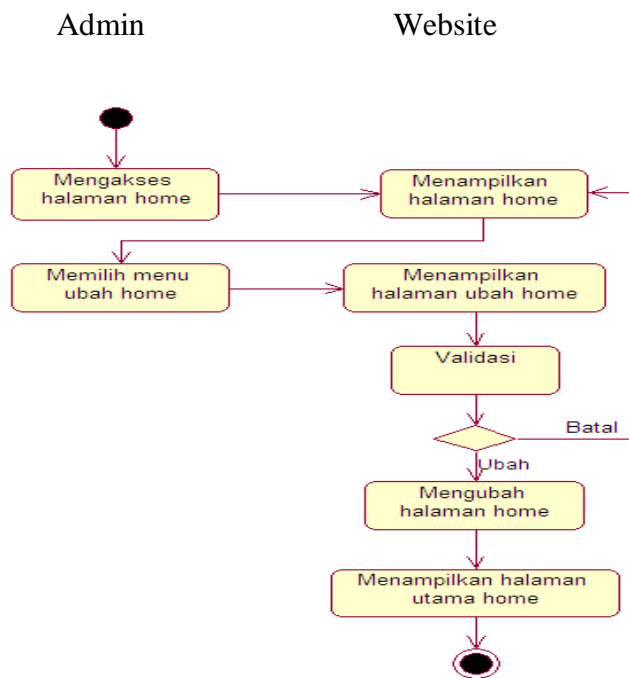 Admin
Website
Mengakses
halaman home
Menampilkan
halaman home
Memilih menu
ubah home
Menampilkan
halaman ubah home
Validasi
Batal
Ubah
Mengubah
halaman home
Menampilkan halaman
utama home